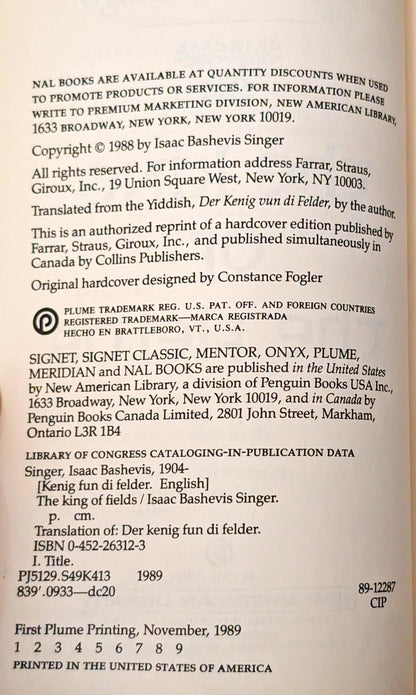 NAL BOOKS ARE AVAILABLE AT QUANTITY DISCOUNTS WHEN USED
TO PROMOTE PRODUCTS OR SERVICES. FOR INFORMATION PLEASE
WRITE TO PREMIUM MARKETING DIVISION, NEW AMERICAN LIBRARY,
1633 BROADWAY, NEW YORK, NEW YORK 10019.
Copyright © 1988 by Isaac Bashevis Singer
All rights reserved. For information address Farrar, Straus,
Giroux, Inc., 19 Union Square West, New York, NY 10003.
Translated from the Yiddish, Der Kenig vun di Felder, by the author.
This is an authorized reprint of a hardcover edition published by
Farrar, Straus, Giroux, Inc., and published simultaneously in
Canada by Collins Publishers.
Original hardcover designed by Constance Fogler
PLUME TRADEMARK REG. U.S. PAT. OFF. AND FOREIGN COUNTRIES
REGISTERED TRADEMARK—MARCA REGISTRADA
HECHO EN BRATTLEBORO, VT., U.S.A.
SIGNET, SIGNET CLASSIC, MENTOR, ONYX, PLUME,
MERIDIAN and NAL BOOKS are published in the United States
by New American Library, a division of Penguin Books USA Inc.,
1633 Broadway, New York, New York 10019, and in Canada by
Penguin Books Canada Limited, 2801 John Street, Markham,
Ontario L3R 1B4
LIBRARY OF CONGRESS CATALOGING-IN-PUBLICATION DATA
Singer, Isaac Bashevis, 1904-
[Kenig fun di felder. English]
The king of fields / Isaac Bashevis Singer.
p. cm.
Translation of: Der kenig fun di felder.
ISBN 0-452-26312-3
I. Title.
PJ5129.S49K413 1989
839'.0933—dc20 89-12287
CIP
First Plume Printing, November, 1989
1 2 3 4 5 6 7 8 9
PRINTED IN THE UNITED STATES OF AMERICA